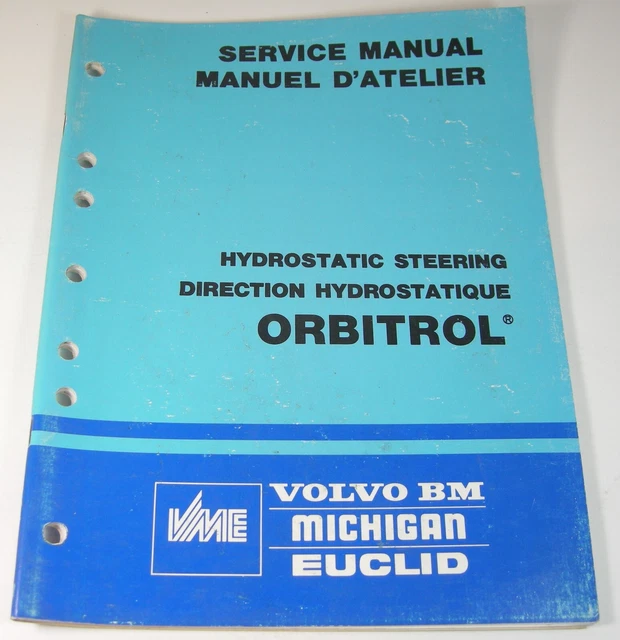 SERVICE MANUAL
MANUEL D'ATELIER
HYDROSTATIC STEERING
DIRECTION HYDROSTATIQUE
ORBITROL®
VME
VOLVO BM
MICHIGAN
EUCLID